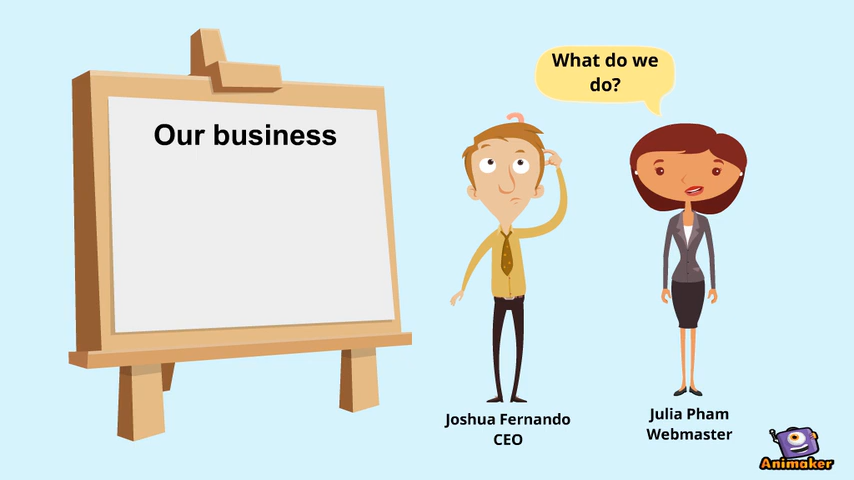 Our business
What do we
do?
Joshua Fernando
CEO
Julia Pham
Webmaster
Animaker